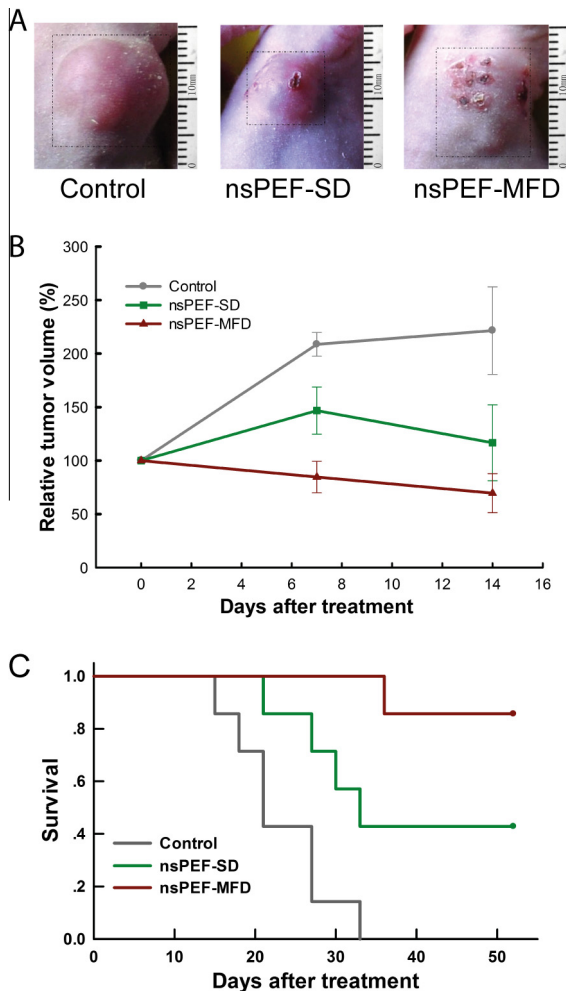 A
10mm
0
10mm
0
10mm
0
Control
nsPEF-SD
nsPEF-MFD
B
300
250
200
150
100
50
0
Relative tumor volume (%)
Control
nsPEF-SD
nsPEF-MFD
0 2 4 6 8 10 12 14 16
Days after treatment
C
1.0
.8
.6
.4
.2
0.0
Survival
Control
nsPEF-SD
nsPEF-MFD
0 10 20 30 40 50
Days after treatment